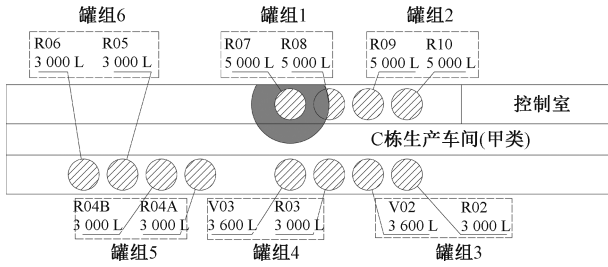 罐组6 罐组1 罐组2
R06 R05 R07 R08 R09 R10
3 000 L 3 000 L 5 000 L 5 000 L 5 000 L 5 000 L
控制室
C栋生产车间(甲类)
R04B R04A V03 R03 V02 R02
3 000 L 3 000 L 3 600 L 3 000 L 3 600 L 3 000 L
罐组5 罐组4 罐组3